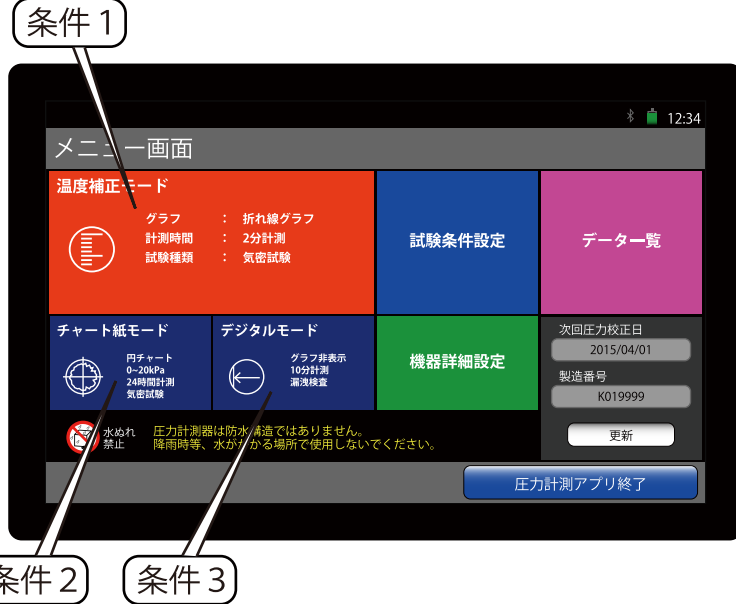 条件 1
12:34
メニュー画面
温度補正モード
グラフ : 折れ線グラフ
計測時間 : 2分計測
試験種類 : 気密試験
試験条件設定
データ一覧
チャート紙モード
円チャート
0~20kPa
24時間計測
気密試験
デジタルモード
グラフ非表示
10分計測
漏洩検査
機器詳細設定
次回圧力校正日
2015/04/01
製造番号
K019999
更新
水ぬれ
禁止
圧力計測器は防水構造ではありません。
降雨時等、水がかかる場所で使用しないでください。
圧力計測アプリ終了
条件 2
条件 3